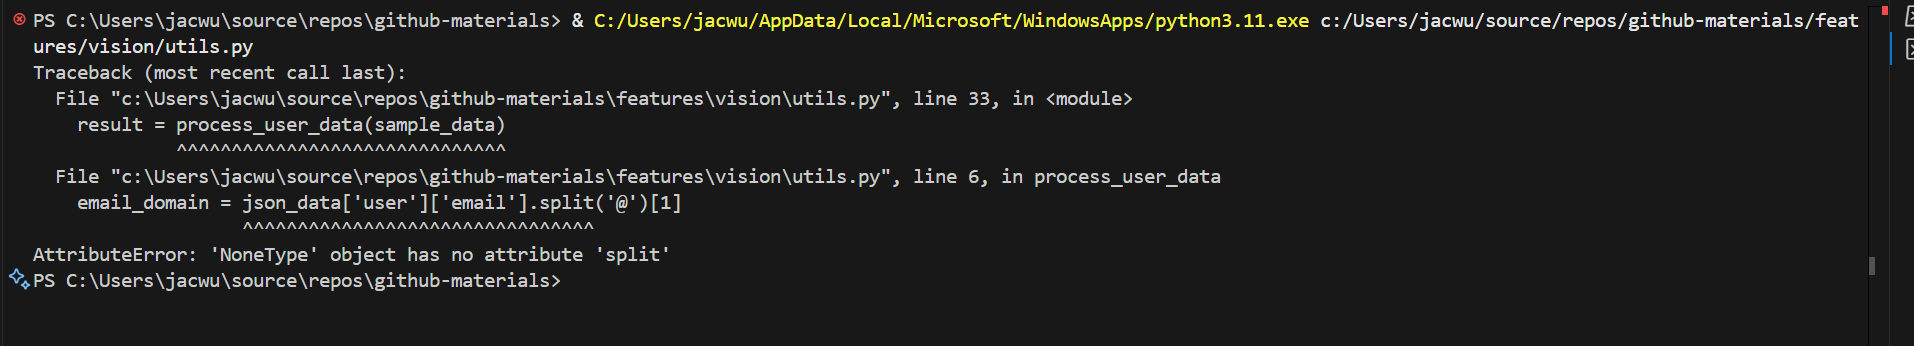 PS C:\Users\jacwu\source\repos\github-materials> & C:/Users/jacwu/AppData/Local/Microsoft/WindowsApps/python3.11.exe c:/Users/jacwu/source/repos/github-materials/feat
ures/vision/utils.py
Traceback (most recent call last):
  File "c:\Users\jacwu\source\repos\github-materials\features\vision\utils.py", line 33, in <module>
    result = process_user_data(sample_data)
             ^^^^^^^^^^^^^^^^^^^^^^^^^^^^^^
  File "c:\Users\jacwu\source\repos\github-materials\features\vision\utils.py", line 6, in process_user_data
    email_domain = json_data['user']['email'].split('@')[1]
                   ^^^^^^^^^^^^^^^^^^^^^^^^^^^^^^^^
AttributeError: 'NoneType' object has no attribute 'split'
PS C:\Users\jacwu\source\repos\github-materials>